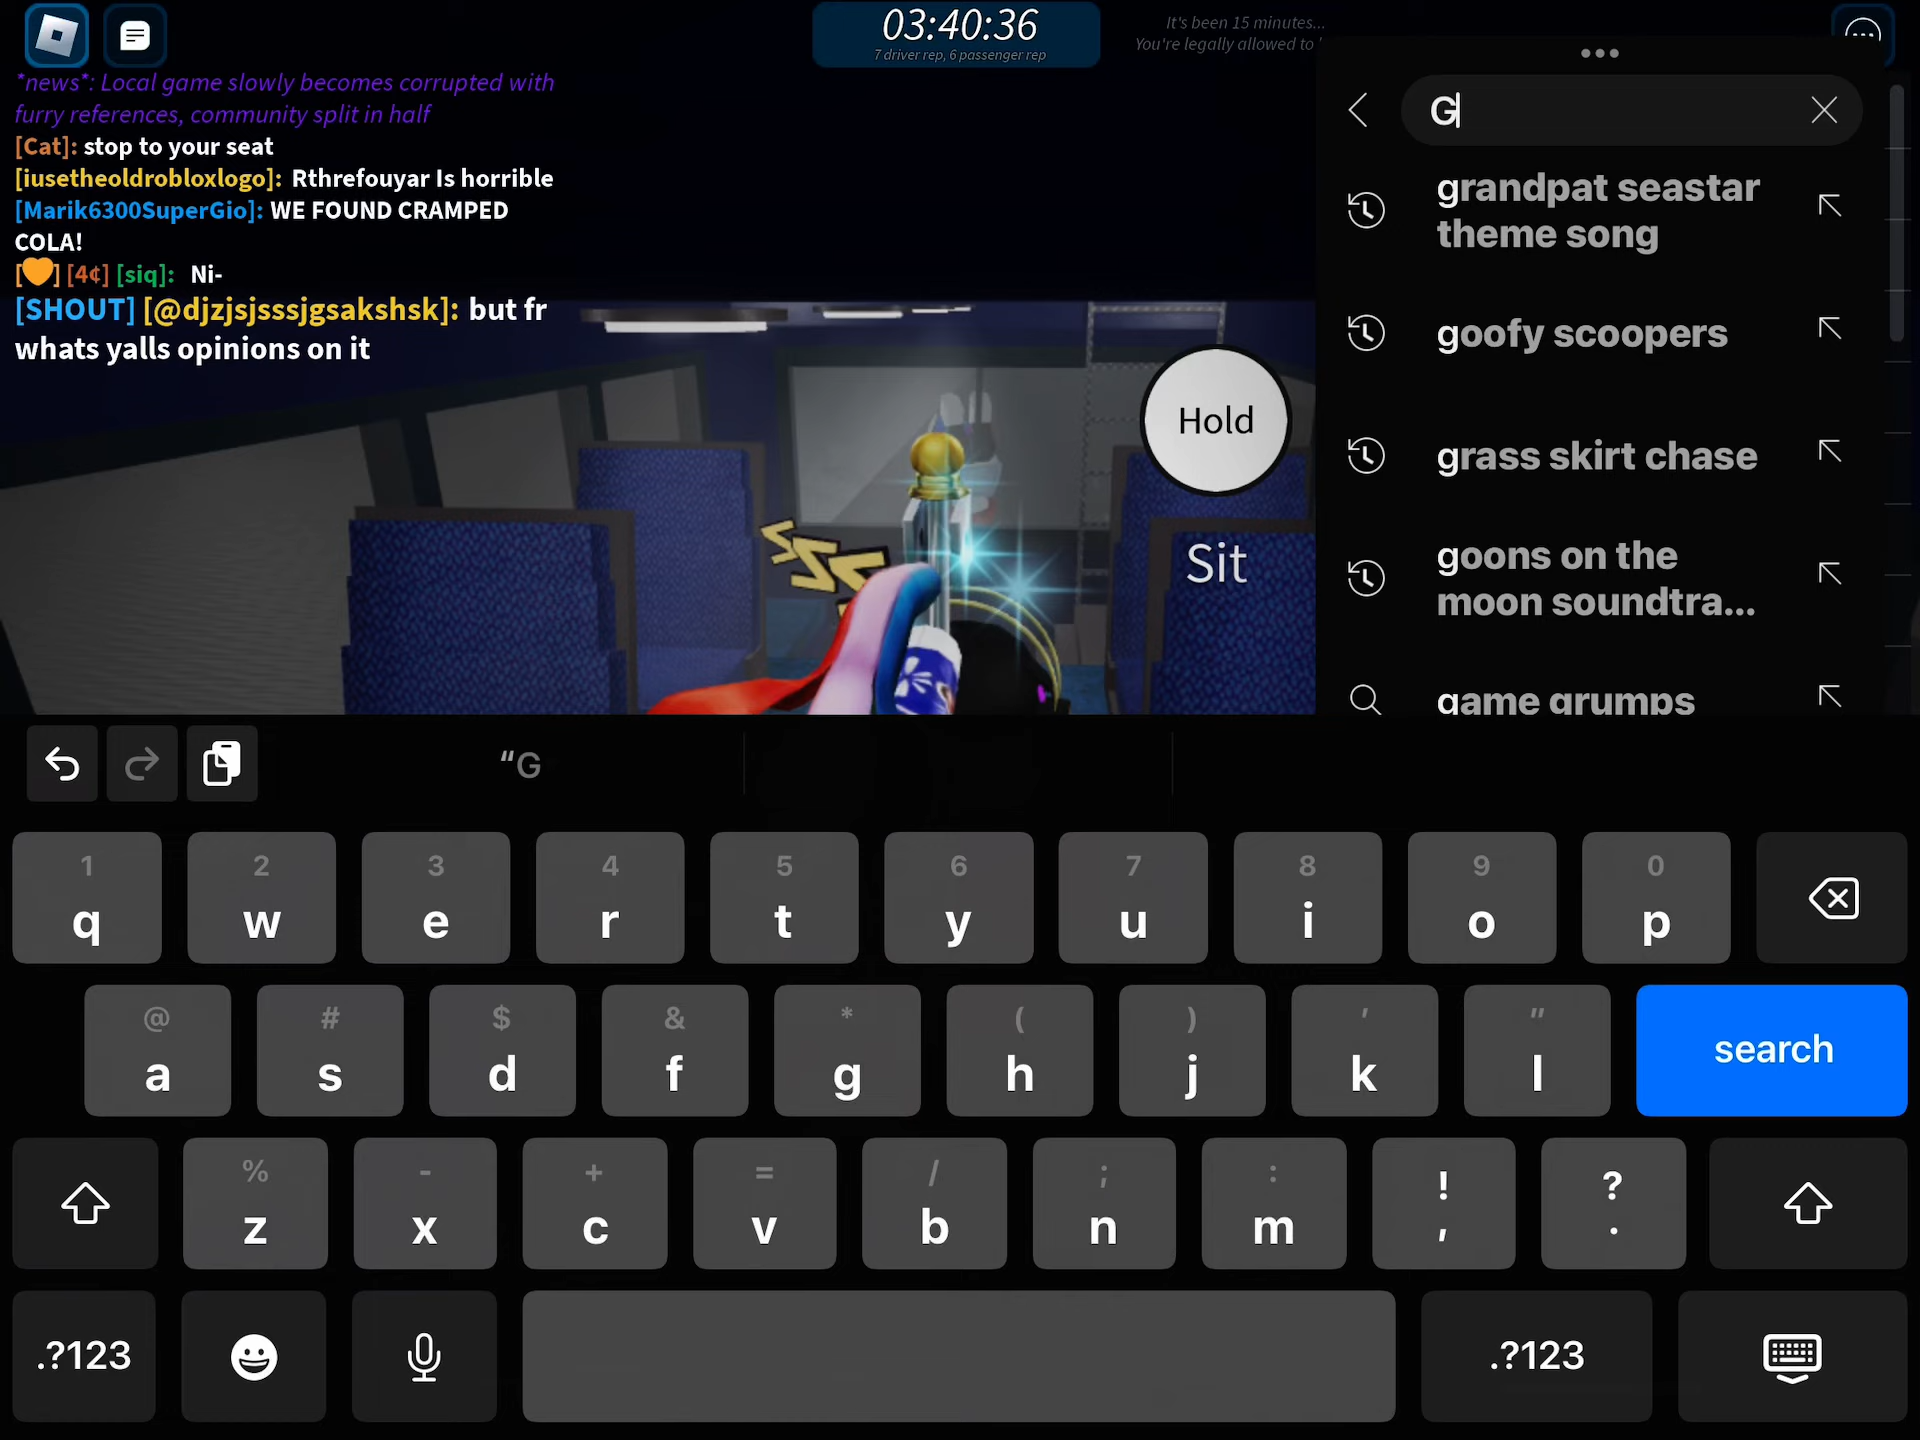 03:40:36
7 driver rep, 6 passenger rep
It's been 15 minutes...
You're legally allowed to '
*news*: Local game slowly becomes corrupted with
furry references, community split in half
[Cat]: stop to your seat
[iusetheoldrobloxlogo]: Rthrefouyar Is horrible
[Marik6300SuperGio]: WE FOUND CRAMPED
COLA!
[🧡] [4¢] [siq]: Ni-
[SHOUT] [@djzjsjsssjgsakshsk]: but fr
whats yalls opinions on it
Hold
Sit
G
grandpat seastar
theme song
goofy scoopers
grass skirt chase
goons on the
moon soundtra...
game grumps
“G
1 2 3 4 5 6 7 8 9 0
q w e r t y u i o p
@ # $ & * ( ) ' "
a s d f g h j k l search
% - + = / ; : ! ?
z x c v b n m , .
.?123 .?123